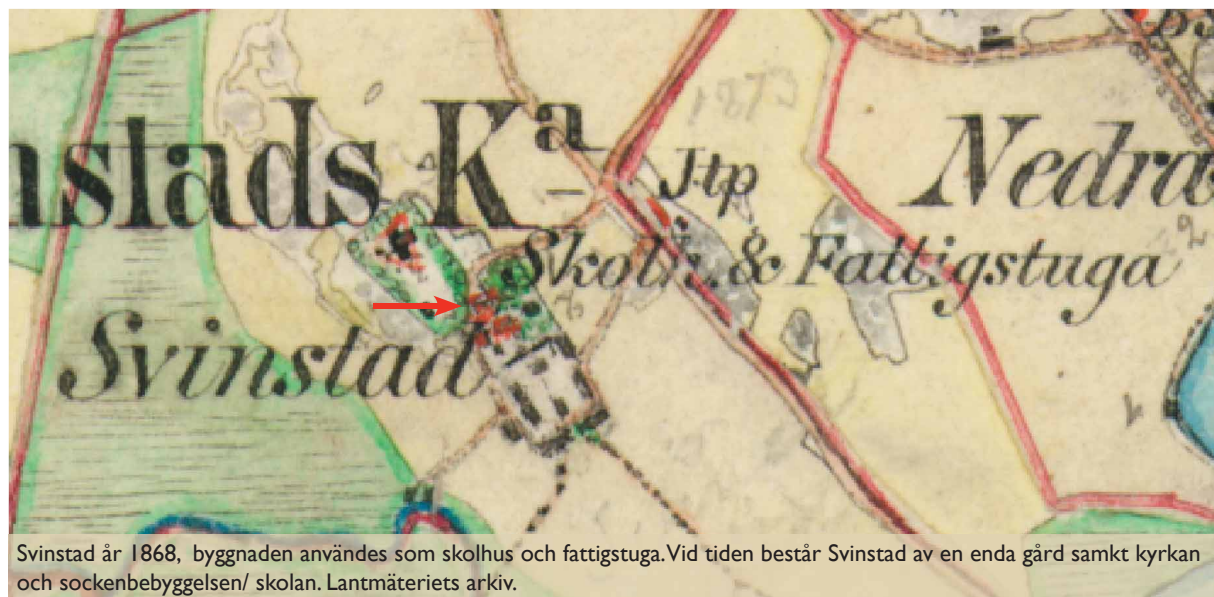 nstads Kª
Jtp
Nedra
Skolh. & Fattigstuga
Svinstad
Svinstad år 1868, byggnaden användes som skolhus och fattigstuga. Vid tiden består Svinstad av en enda gård samkt kyrkan
och sockenbebyggelsen/ skolan. Lantmäteriets arkiv.